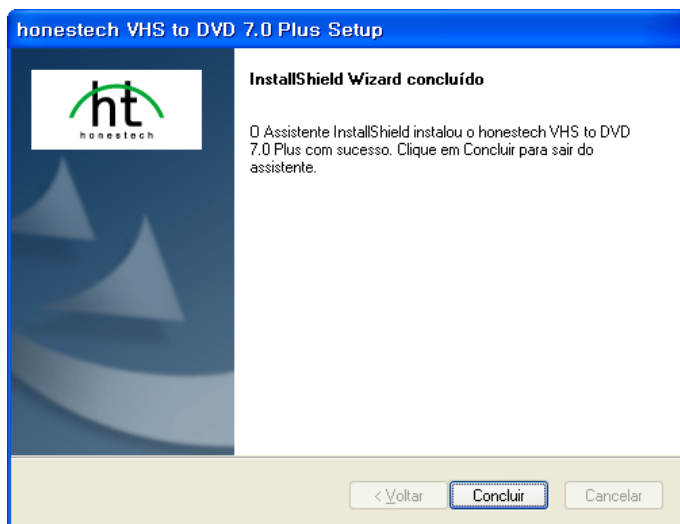 honestech VHS to DVD 7.0 Plus Setup
ht
honestech
InstallShield Wizard concluído
O Assistente InstallShield instalou o honestech VHS to DVD
7.0 Plus com sucesso. Clique em Concluir para sair do
assistente.
< Voltar Concluir Cancelar